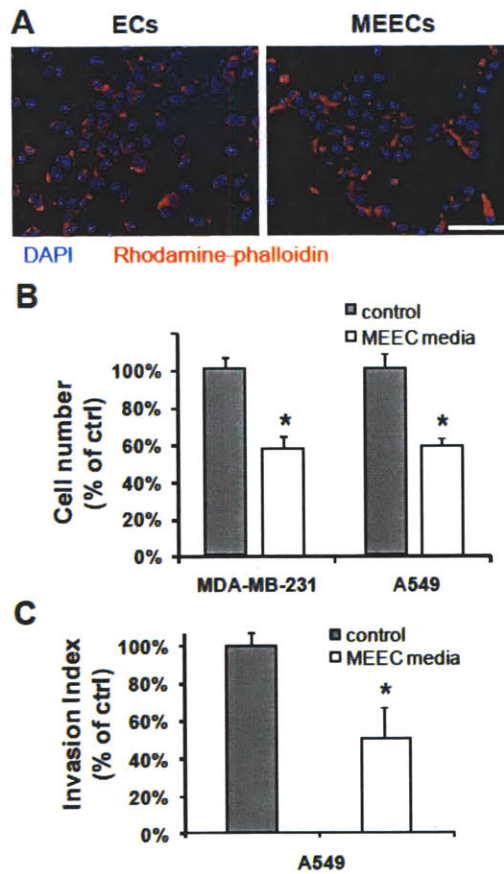 A
ECs
MEECs
DAPI Rhodamine-phalloidin
B
control
MEEC media
Cell number
(% of ctrl)
100%
80%
60%
40%
20%
0%
*
*
MDA-MB-231
A549
C
control
MEEC media
Invasion Index
(% of ctrl)
100%
80%
60%
40%
20%
0%
*
A549